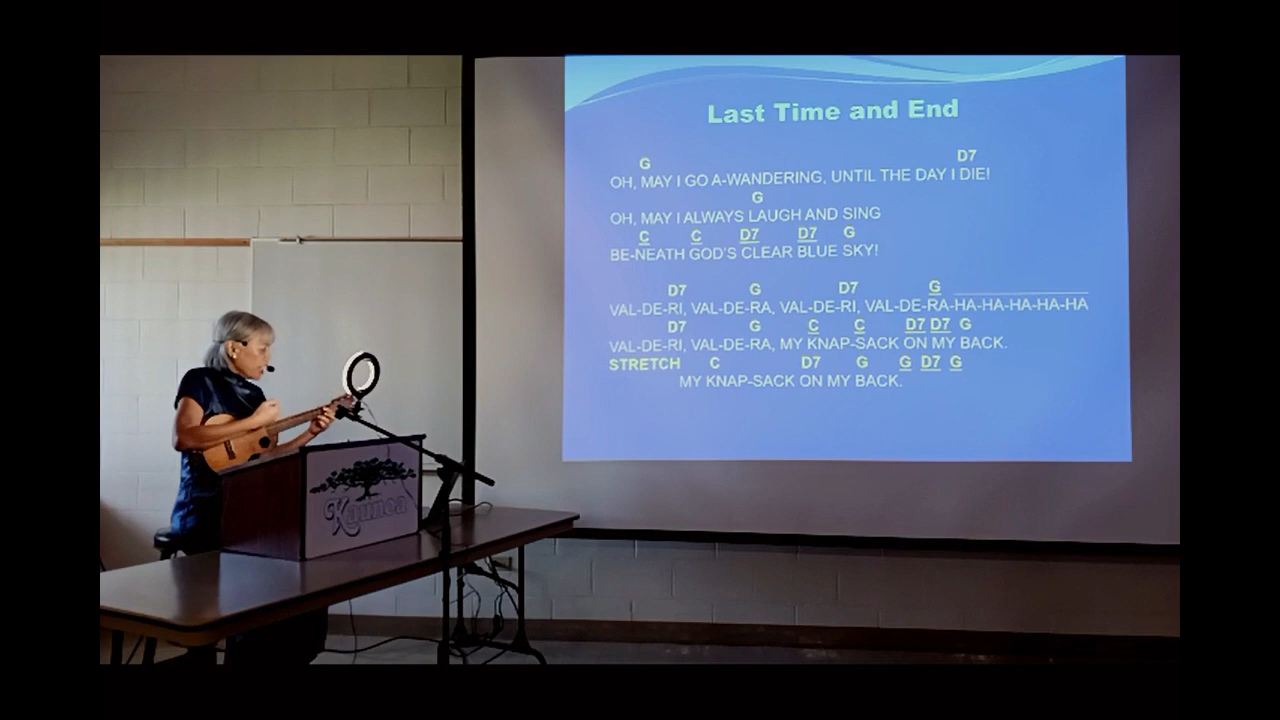 Last Time and End
G D7
OH, MAY I GO A-WANDERING, UNTIL THE DAY I DIE!
G
OH, MAY I ALWAYS LAUGH AND SING
C C D7 D7 G
BE-NEATH GOD'S CLEAR BLUE SKY!
D7 G D7 G
VAL-DE-RI, VAL-DE-RA, VAL-DE-RI, VAL-DE-RA-HA-HA-HA-HA-HA
D7 G C C D7 D7 G
VAL-DE-RI, VAL-DE-RA, MY KNAP-SACK ON MY BACK.
STRETCH C D7 G G D7 G
MY KNAP-SACK ON MY BACK.
Kaunoa